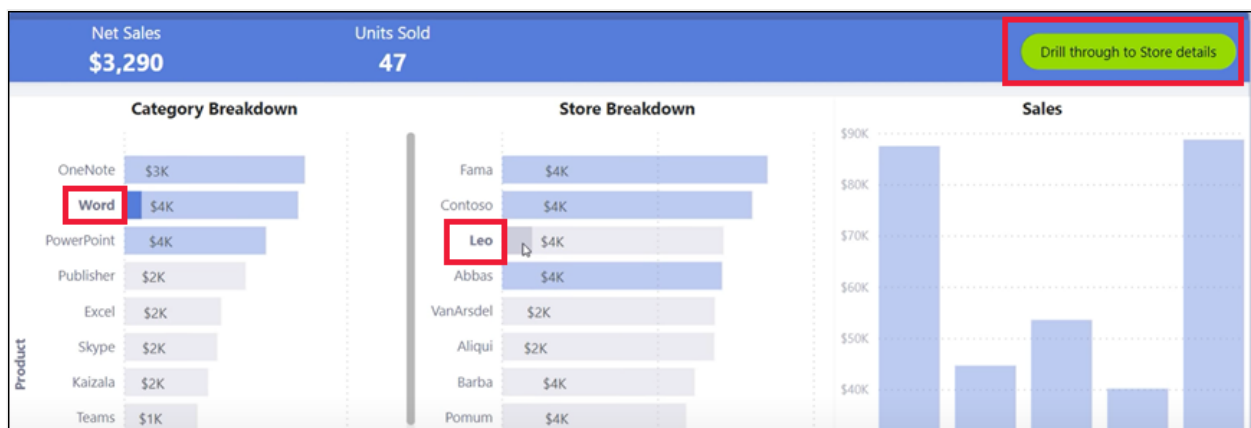 Net Sales
$3,290
Units Sold
47
Drill through to Store details
Category Breakdown
Product
OneNote $3K
Word $4K
PowerPoint $4K
Publisher $2K
Excel $2K
Skype $2K
Kaizala $2K
Teams $1K
Store Breakdown
Fama $4K
Contoso $4K
Leo $4K
Abbas $4K
VanArsdel $2K
Aliqui $2K
Barba $4K
Pomum $4K
Sales
$90K
$80K
$70K
$60K
$50K
$40K